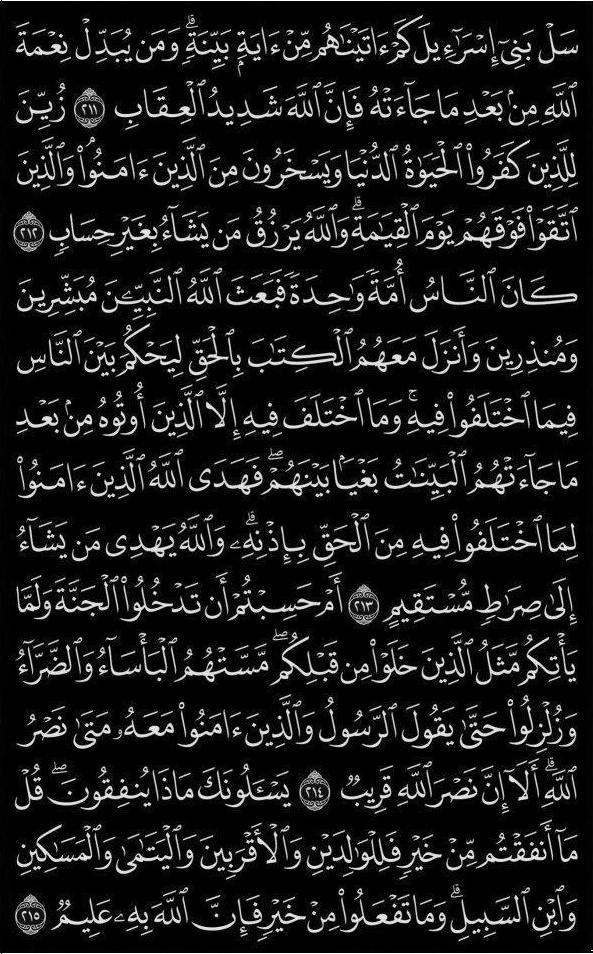 سَلْ بَنِىٓ إِسْرَٰٓءِيلَ كَمْ ءَاتَيْنَٰهُم مِّنْ ءَايَةٍۭ بَيِّنَةٍۗ وَمَن يُبَدِّلْ نِعْمَةَ
ٱللَّهِ مِنۢ بَعْدِ مَا جَآءَتْهُ فَإِنَّ ٱللَّهَ شَدِيدُ ٱلْعِقَابِ ۝٢١١ زُيِّنَ
لِلَّذِينَ كَفَرُوا۟ ٱلْحَيَوٰةُ ٱلدُّنْيَا وَيَسْخَرُونَ مِنَ ٱلَّذِينَ ءَامَنُوا۟ۘ وَٱلَّذِينَ
ٱتَّقَوْا۟ فَوْقَهُمْ يَوْمَ ٱلْقِيَٰمَةِۗ وَٱللَّهُ يَرْزُقُ مَن يَشَآءُ بِغَيْرِ حِسَابٍ ۝٢١٢
كَانَ ٱلنَّاسُ أُمَّةً وَٰحِدَةً فَبَعَثَ ٱللَّهُ ٱلنَّبِيِّۦنَ مُبَشِّرِينَ
وَمُنذِرِينَ وَأَنزَلَ مَعَهُمُ ٱلْكِتَٰبَ بِٱلْحَقِّ لِيَحْكُمَ بَيْنَ ٱلنَّاسِ
فِيمَا ٱخْتَلَفُوا۟ فِيهِۚ وَمَا ٱخْتَلَفَ فِيهِ إِلَّا ٱلَّذِينَ أُوتُوهُ مِنۢ بَعْدِ
مَا جَآءَتْهُمُ ٱلْبَيِّنَٰتُ بَغْيًۢا بَيْنَهُمْۖ فَهَدَى ٱللَّهُ ٱلَّذِينَ ءَامَنُوا۟
لِمَا ٱخْتَلَفُوا۟ فِيهِ مِنَ ٱلْحَقِّ بِإِذْنِهِۦۗ وَٱللَّهُ يَهْدِى مَن يَشَآءُ
إِلَىٰ صِرَٰطٍ مُّسْتَقِيمٍ ۝٢١٣ أَمْ حَسِبْتُمْ أَن تَدْخُلُوا۟ ٱلْجَنَّةَ وَلَمَّا
يَأْتِكُم مَّثَلُ ٱلَّذِينَ خَلَوْا۟ مِن قَبْلِكُمۖ مَّسَّتْهُمُ ٱلْبَأْسَآءُ وَٱلضَّرَّآءُ
وَزُلْزِلُوا۟ حَتَّىٰ يَقُولَ ٱلرَّسُولُ وَٱلَّذِينَ ءَامَنُوا۟ مَعَهُۥ مَتَىٰ نَصْرُ
ٱللَّهِۗ أَلَآ إِنَّ نَصْرَ ٱللَّهِ قَرِيبٌ ۝٢١٤ يَسْـَٔلُونَكَ مَاذَا يُنفِقُونَۖ قُلْ
مَآ أَنفَقْتُم مِّنْ خَيْرٍ فَلِلْوَٰلِدَيْنِ وَٱلْأَقْرَبِينَ وَٱلْيَتَٰمَىٰ وَٱلْمَسَٰكِينِ
وَٱبْنِ ٱلسَّبِيلِۗ وَمَا تَفْعَلُوا۟ مِنْ خَيْرٍ فَإِنَّ ٱللَّهَ بِهِۦ عَلِيمٌ ۝٢١٥